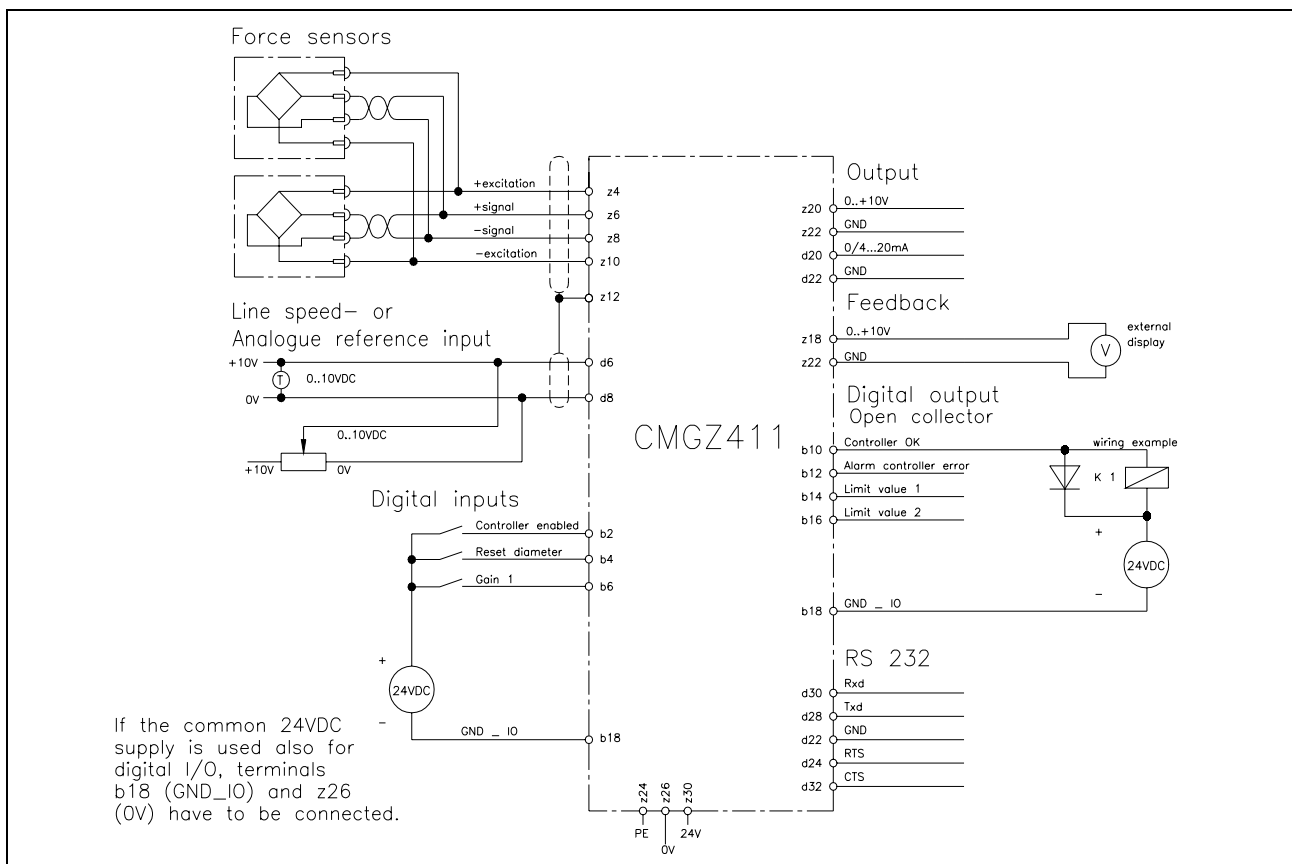 Force sensors
+excitation
z4
+signal
z6
−signal
z8
−excitation
z10
z12
Line speed− or
Analogue reference input
+10V
d6
T
0..10VDC
0V
d8
0..10VDC
+10V
0V
Digital inputs
Controller enabled
b2
Reset diameter
b4
Gain 1
b6
+
24VDC
−
GND _ IO
b18
If the common 24VDC
supply is used also for
digital I/O, terminals
b18 (GND_IO) and z26
(0V) have to be connected.
CMGZ411
z24
z26
z30
PE
0V
24V
Output
z20
0..+10V
z22
GND
d20
0/4...20mA
d22
GND
Feedback
z18
0..+10V
z22
GND
V
external
display
Digital output
Open collector
b10
Controller OK
wiring example
b12
Alarm controller error
K 1
b14
Limit value 1
b16
Limit value 2
+
24VDC
−
b18
GND _ IO
RS 232
d30
Rxd
d28
Txd
d22
GND
d24
RTS
d32
CTS